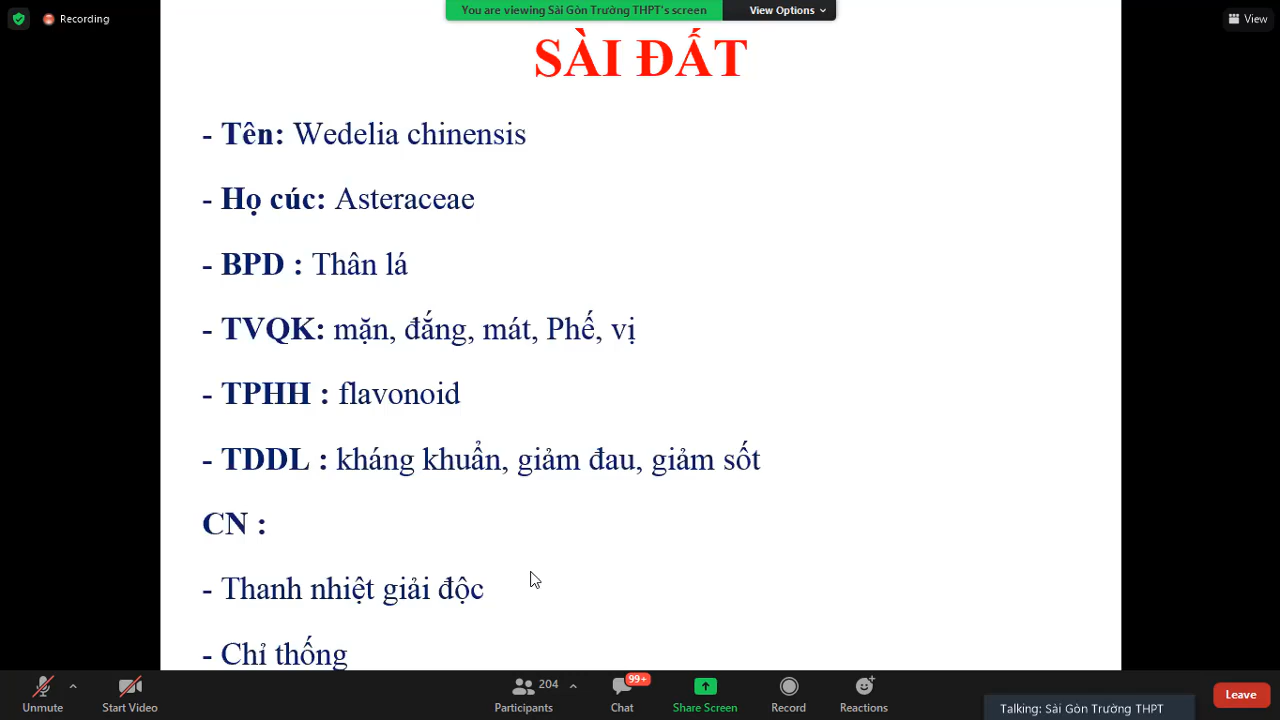 Recording
You are viewing Sài Gòn Trường THPT's screen
View Options
View
SÀI ĐẤT
- Tên: Wedelia chinensis
- Họ cúc: Asteraceae
- BPD : Thân lá
- TVQK: mặn, đắng, mát, Phế, vị
- TPHH : flavonoid
- TDDL : kháng khuẩn, giảm đau, giảm sốt
CN :
- Thanh nhiệt giải độc
- Chỉ thống
Unmute
Start Video
204
Participants
99+
Chat
Share Screen
Record
Reactions
Talking: Sài Gòn Trường THPT
Leave